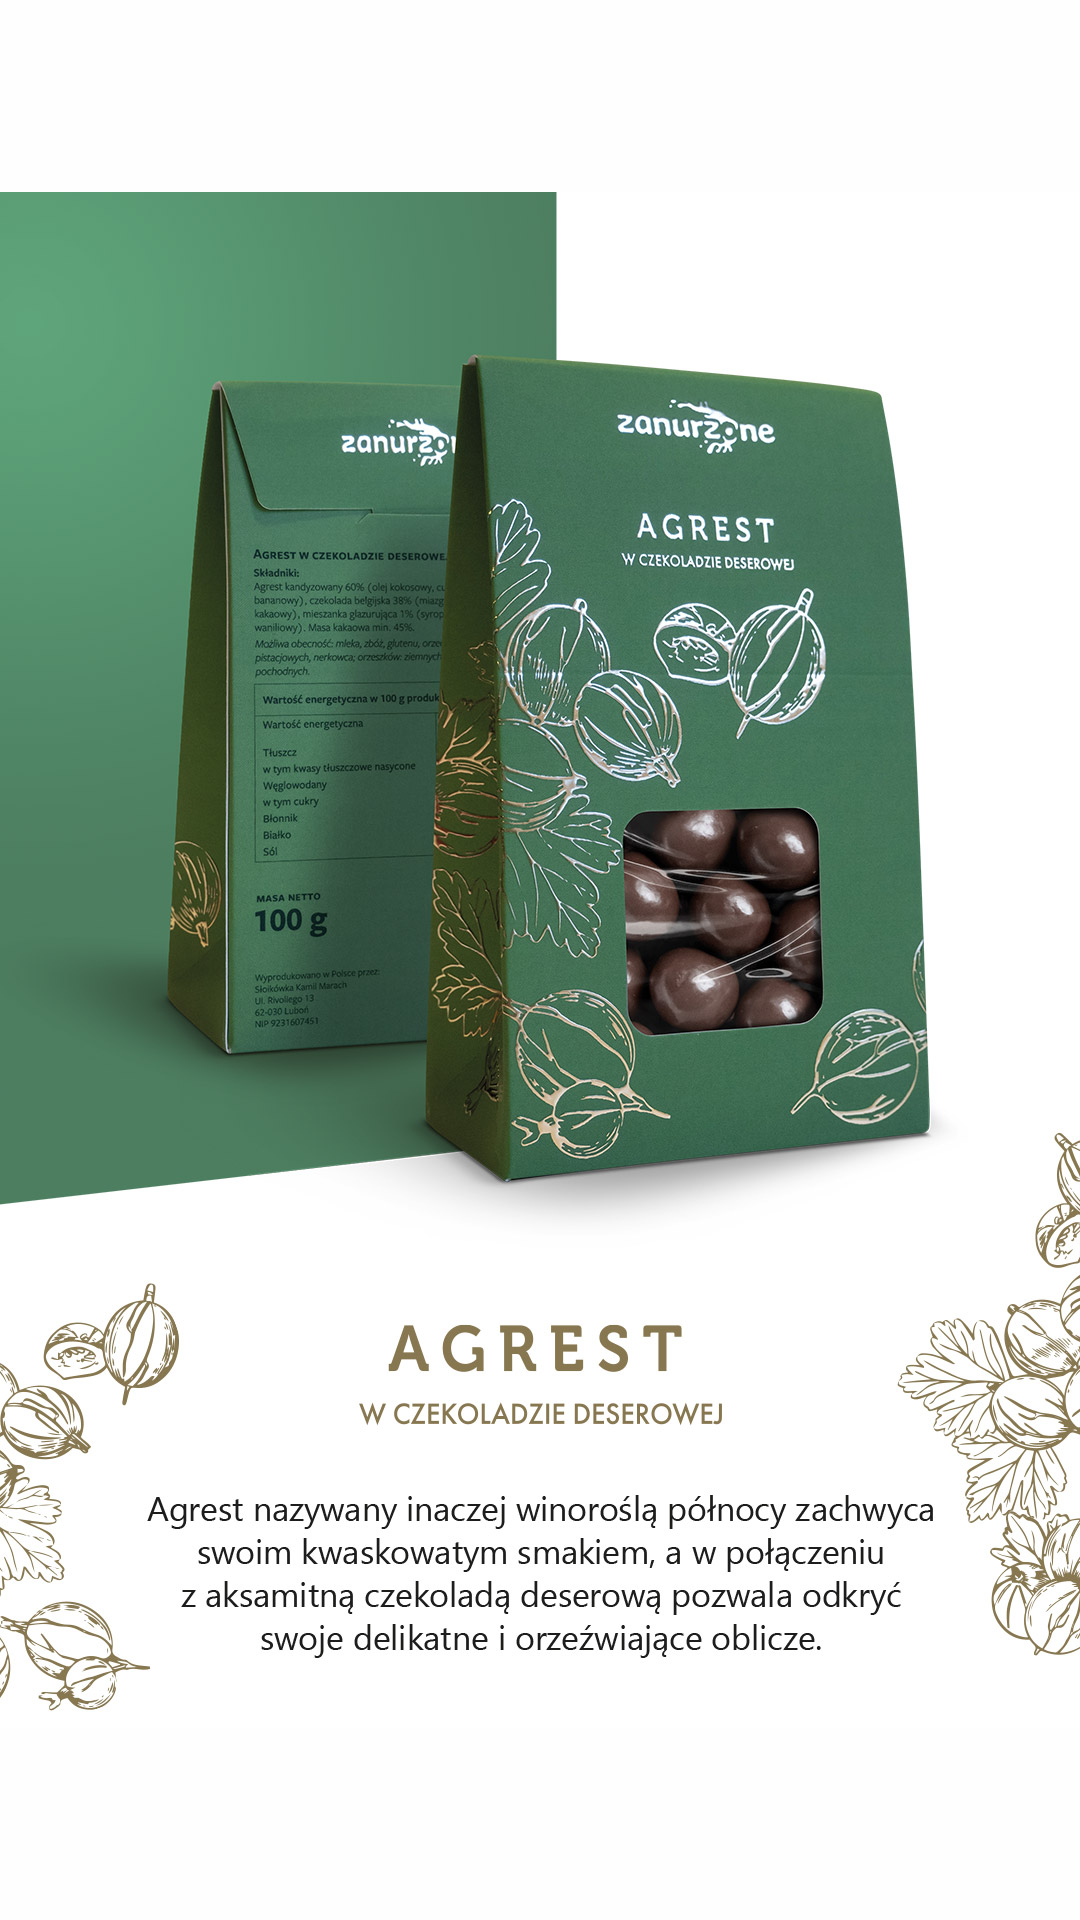 zanurzone
AGREST
W CZEKOLADZIE DESEROWEJ
zanurzon
AGREST W CZEKOLADZIE DESEROWE
Składniki:
Agrest kandyzowany 60% (olej kokosowy, cu
bananowy), czekolada belgijska 38% (miazg
kakaowy), mieszanka glazurująca 1% (syrop
waniliowy). Masa kakaowa min. 45%.
Możliwa obecność: mleka, zbóż, glutenu, orze
pistacjowych, nerkowca; orzeszków: ziemnych
pochodnych.
Wartość energetyczna w 100 g produk
Wartość energetyczna
Tłuszcz
w tym kwasy tłuszczowe nasycone
Węglowodany
w tym cukry
Błonnik
Białko
Sól
MASA NETTO
100 g
Wyprodukowano w Polsce przez:
Słoikówka Kamil Marach
Ul. Rivoliego 13
62-030 Luboń
NIP 9231607451
AGREST
W CZEKOLADZIE DESEROWEJ
Agrest nazywany inaczej winoroślą północy zachwyca
swoim kwaskowatym smakiem, a w połączeniu
z aksamitną czekoladą deserową pozwala odkryć
swoje delikatne i orzeźwiające oblicze.